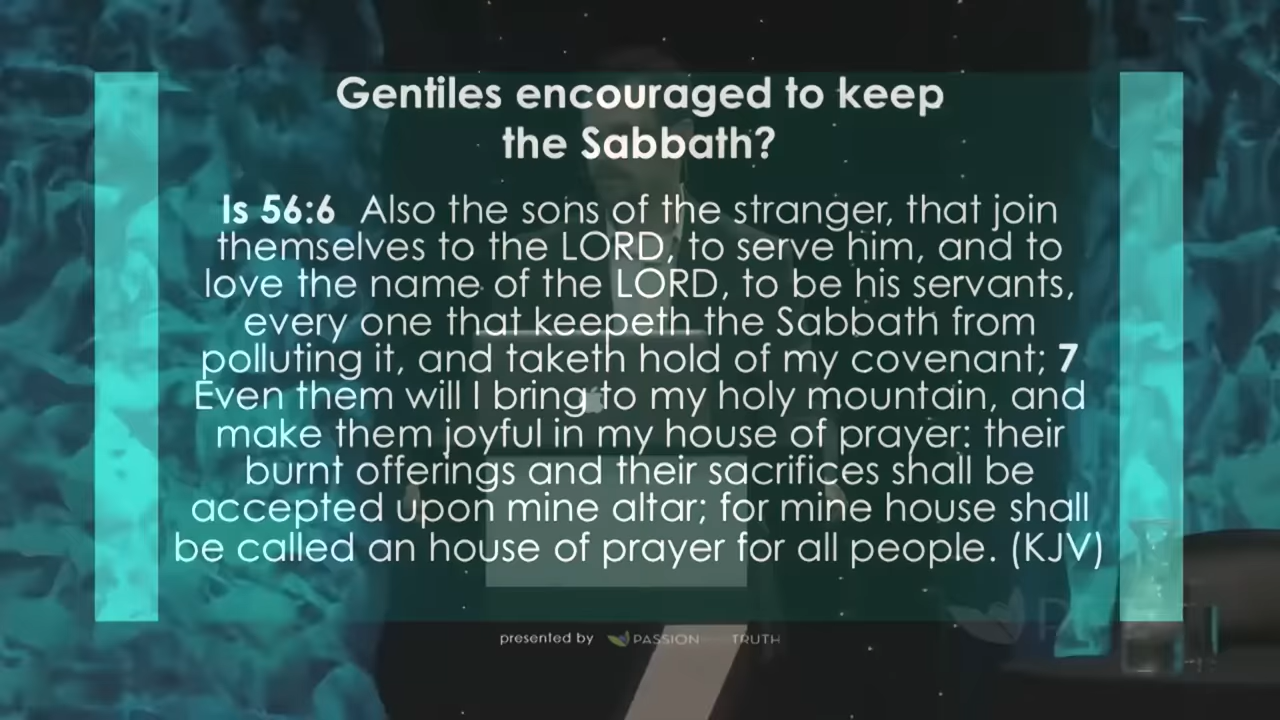 Gentiles encouraged to keep
the Sabbath?
Is 56:6 Also the sons of the stranger, that join
themselves to the LORD, to serve him, and to
love the name of the LORD, to be his servants,
every one that keepeth the Sabbath from
polluting it, and taketh hold of my covenant; 7
Even them will I bring to my holy mountain, and
make them joyful in my house of prayer: their
burnt offerings and their sacrifices shall be
accepted upon mine altar; for mine house shall
be called an house of prayer for all people. (KJV)
presented by PASSION TRUTH